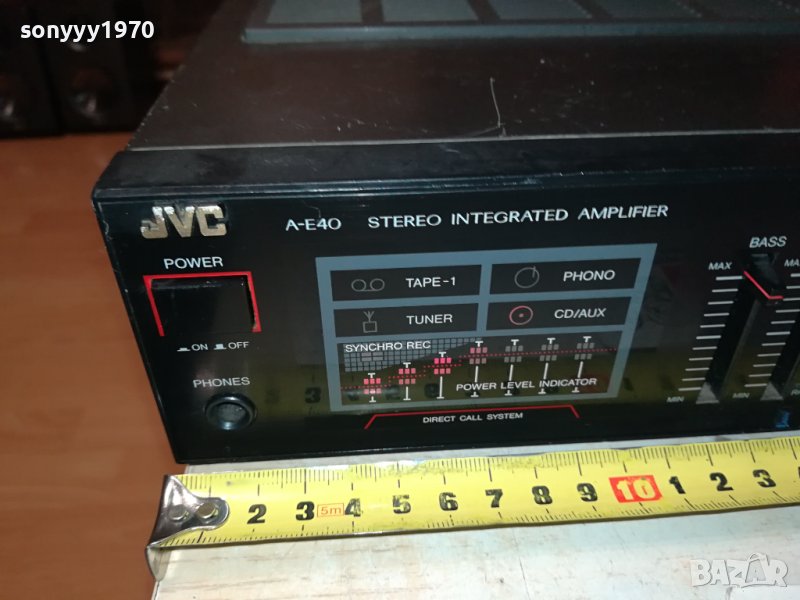 sonyyy1970
JVC
A-E40 STEREO INTEGRATED AMPLIFIER
POWER
ON OFF
PHONES
TAPE-1
PHONO
TUNER
CD/AUX
SYNCHRO REC
POWER LEVEL INDICATOR
DIRECT CALL SYSTEM
BASS
MAX
MIN
2 3 5m 4 5 6 7 8 9 10 1 2 3
BAZAR